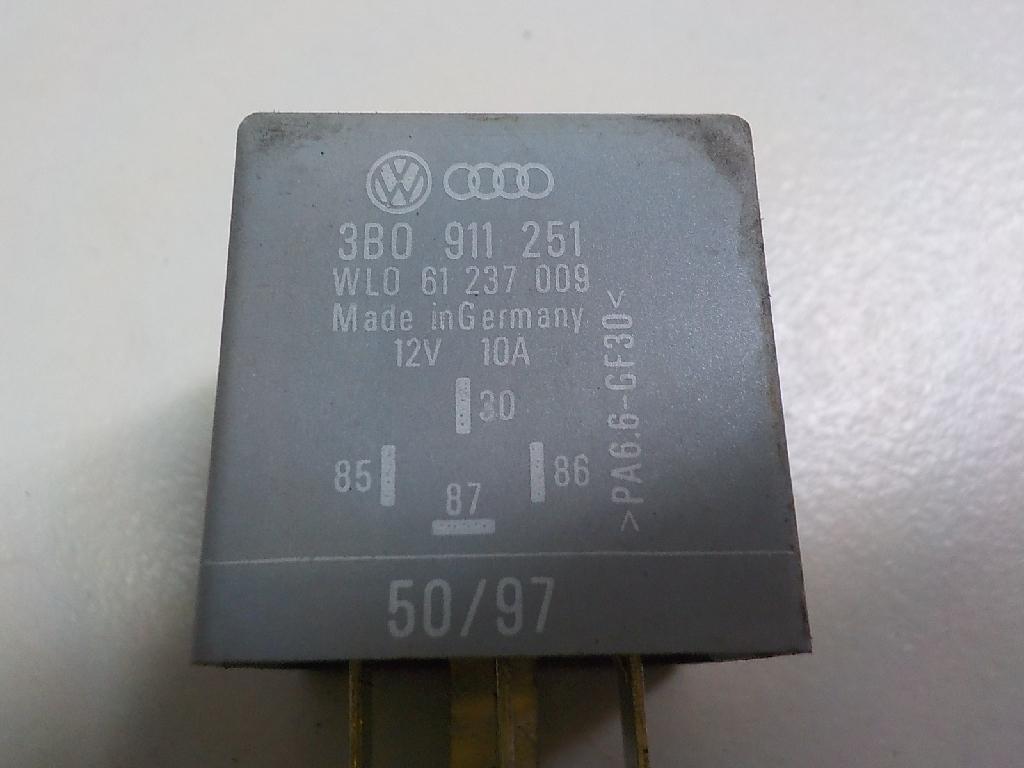 3B0 911 251
WL0 61 237 009
Made inGermany
12V 10A
30
85
86
87
>PA6.6-GF30<
50/97